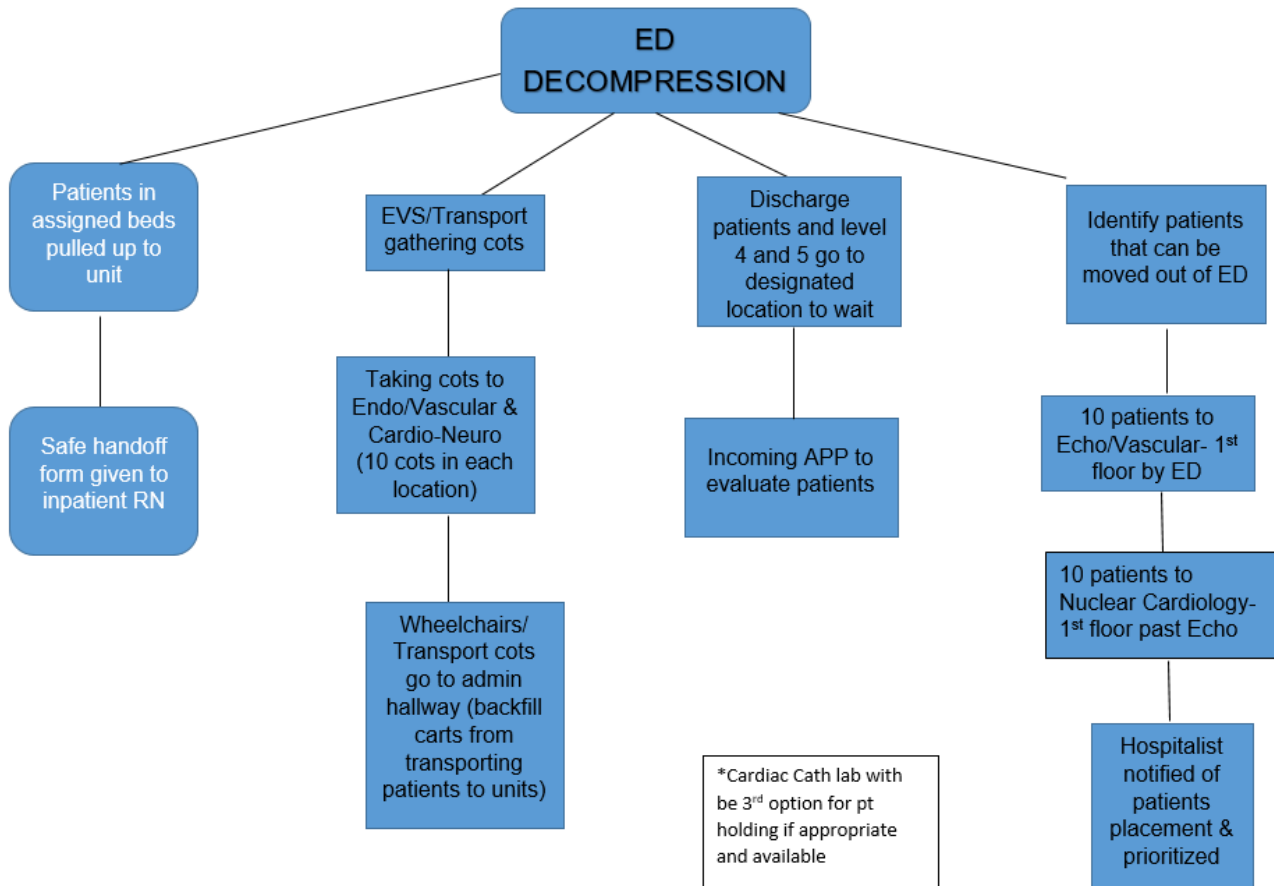 ED
DECOMPRESSION
Patients in
assigned beds
pulled up to
unit
Safe handoff
form given to
inpatient RN
EVS/Transport
gathering cots
Taking cots to
Endo/Vascular &
Cardio-Neuro
(10 cots in each
location)
Wheelchairs/
Transport cots
go to admin
hallway (backfill
carts from
transporting
patients to units)
Discharge
patients and level
4 and 5 go to
designated
location to wait
Incoming APP to
evaluate patients
Identify patients
that can be
moved out of ED
10 patients to
Echo/Vascular- 1st
floor by ED
10 patients to
Nuclear Cardiology-
1st floor past Echo
Hospitalist
notified of
patients
placement &
prioritized
*Cardiac Cath lab with
be 3rd option for pt
holding if appropriate
and available